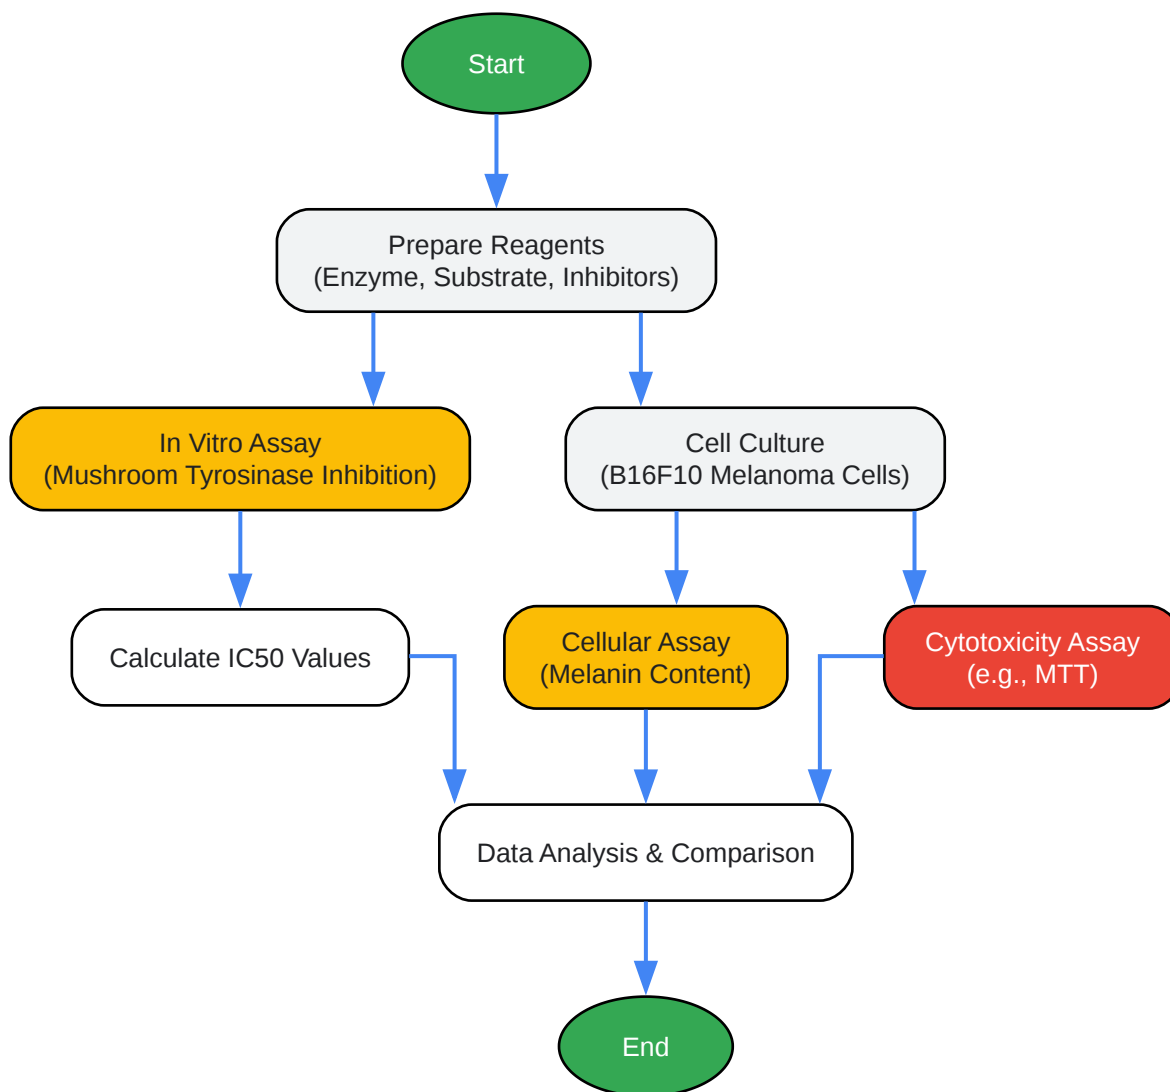 Start
Prepare Reagents
(Enzyme, Substrate, Inhibitors)
In Vitro Assay
(Mushroom Tyrosinase Inhibition)
Cell Culture
(B16F10 Melanoma Cells)
Calculate IC50 Values
Cellular Assay
(Melanin Content)
Cytotoxicity Assay
(e.g., MTT)
Data Analysis & Comparison
End